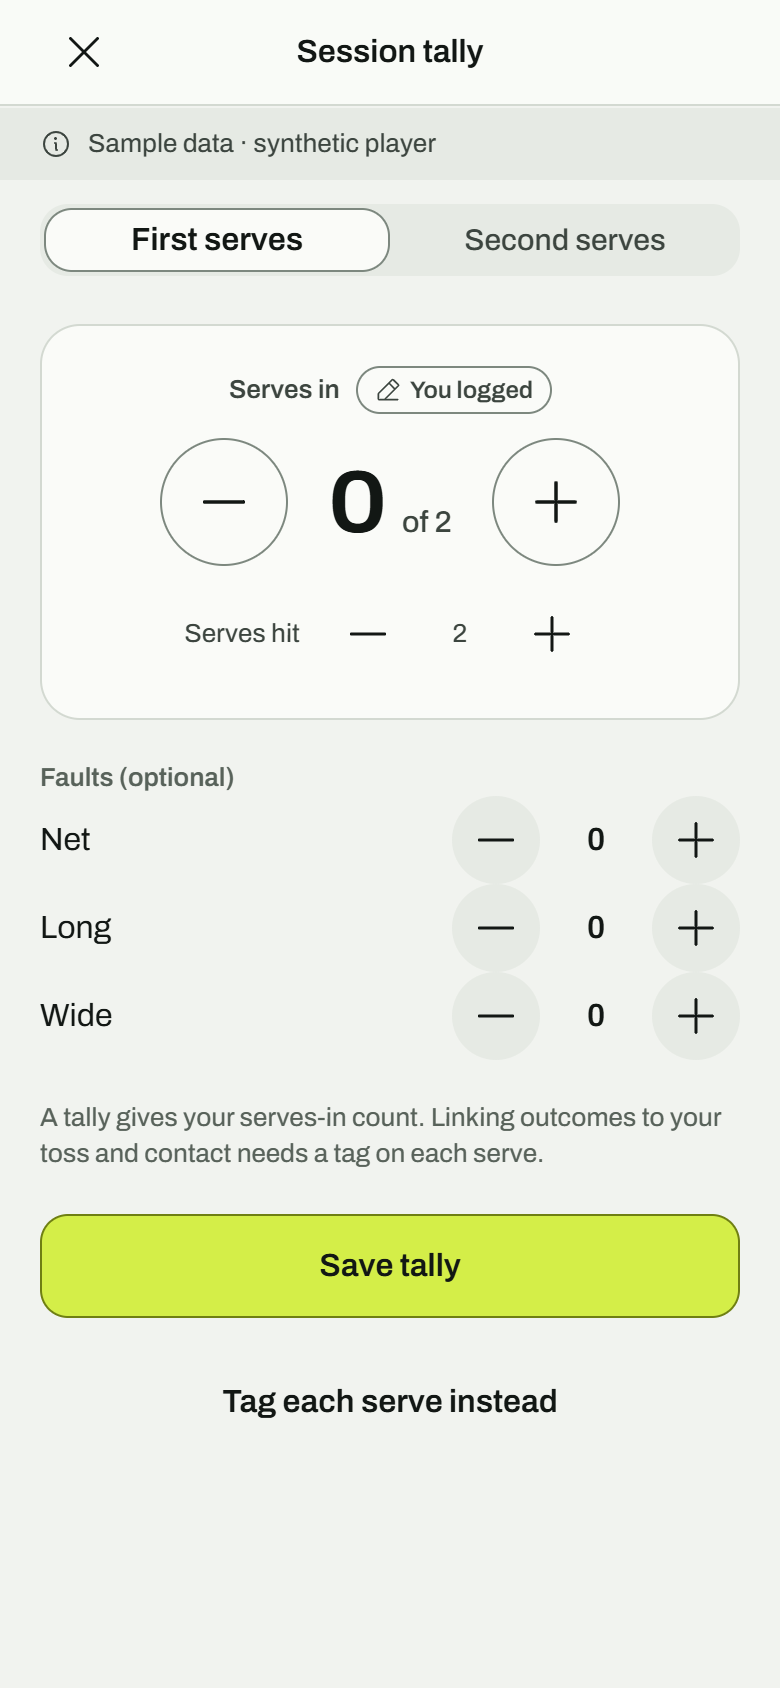 Session tally
Sample data · synthetic player
First serves
Second serves
Serves in
You logged
0 of 2
Serves hit
2
Faults (optional)
Net
0
Long
0
Wide
0
A tally gives your serves-in count. Linking outcomes to your
toss and contact needs a tag on each serve.
Save tally
Tag each serve instead